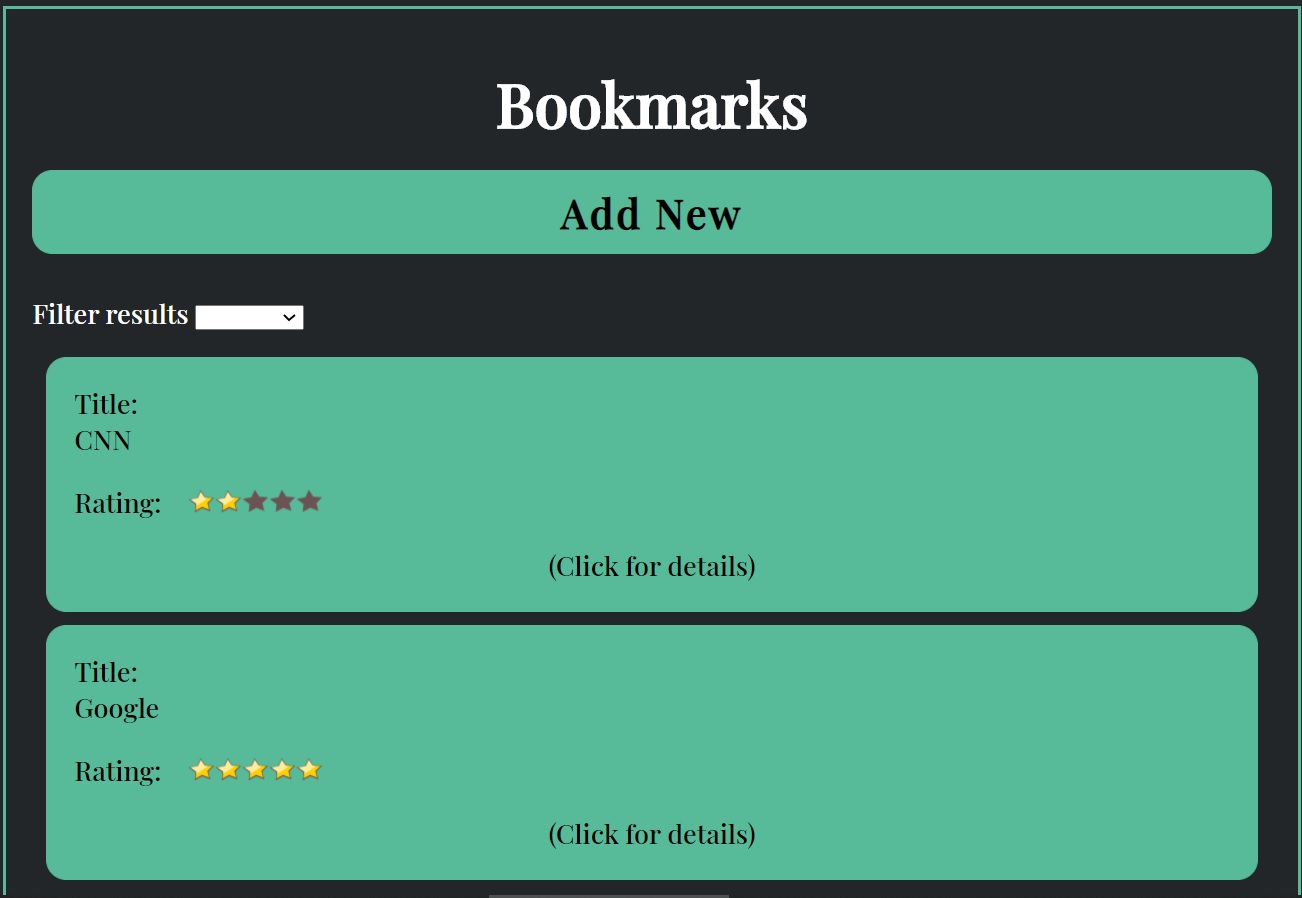 Bookmarks
Add New
Filter results
Title:
CNN
Rating:
(Click for details)
Title:
Google
Rating:
(Click for details)